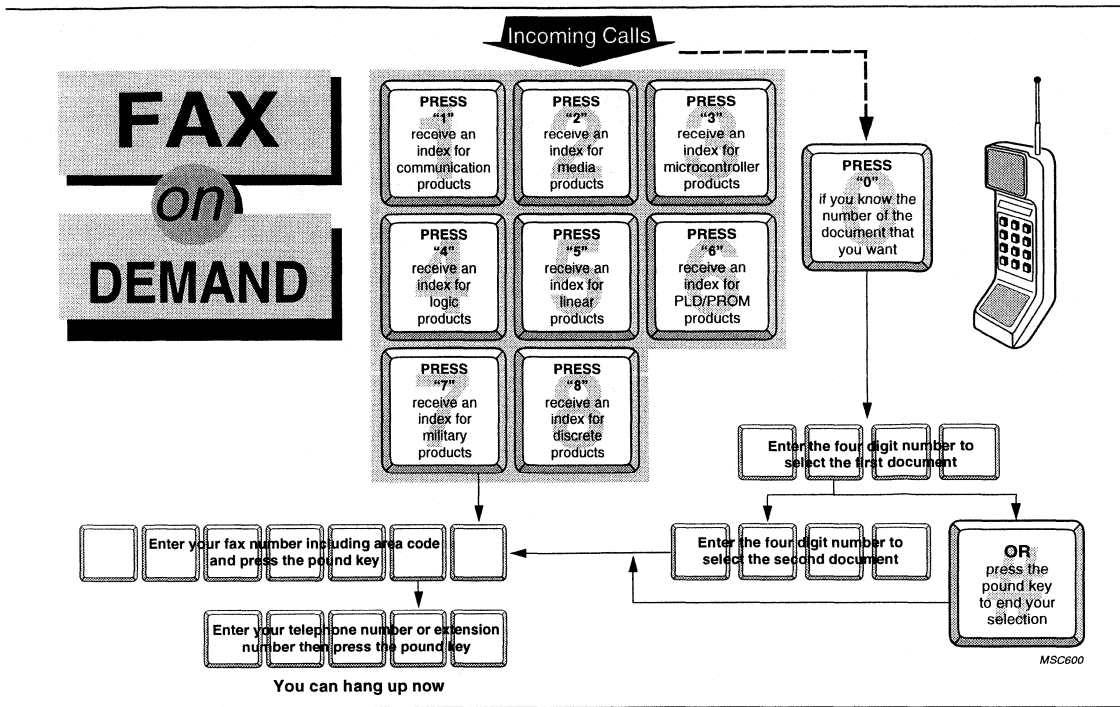 Incoming Calls
FAX
on
DEMAND
PRESS
“1”
receive an
index for
communication
products
PRESS
“2”
receive an
index for
media
products
PRESS
“3”
receive an
index for
microcontroller
products
PRESS
“4”
receive an
index for
logic
products
PRESS
“5”
receive an
index for
linear
products
PRESS
“6”
receive an
index for
PLD/PROM
products
PRESS
“7”
receive an
index for
military
products
PRESS
“8”
receive an
index for
discrete
products
PRESS
“0”
if you know the
number of the
document that
you want
Enter the four digit number to
select the first document
Enter the four digit number to
select the second document
OR
press the
pound key
to end your
selection
Enter your fax number including area code
and press the pound key
Enter your telephone number or extension
number then press the pound key
You can hang up now
MSC600